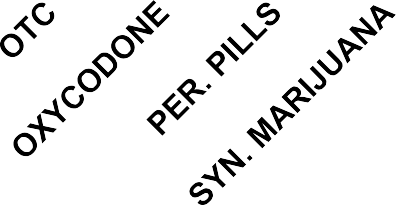 OTC
OXYCODONE
PER. PILLS
SYN. MARIJUANA